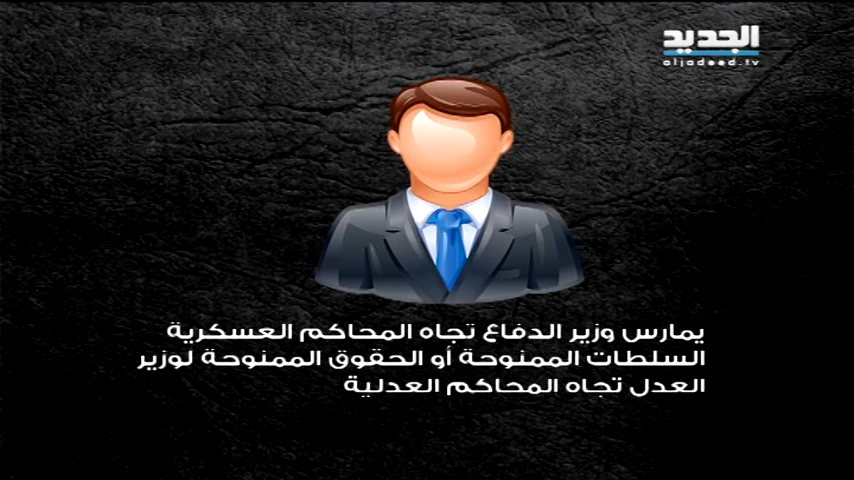 الجديد
aljadeed.tv
يمارس وزير الدفاع تجاه المحاكم العسكرية
السلطات الممنوحة أو الحقوق الممنوحة لوزير
العدل تجاه المحاكم العدلية